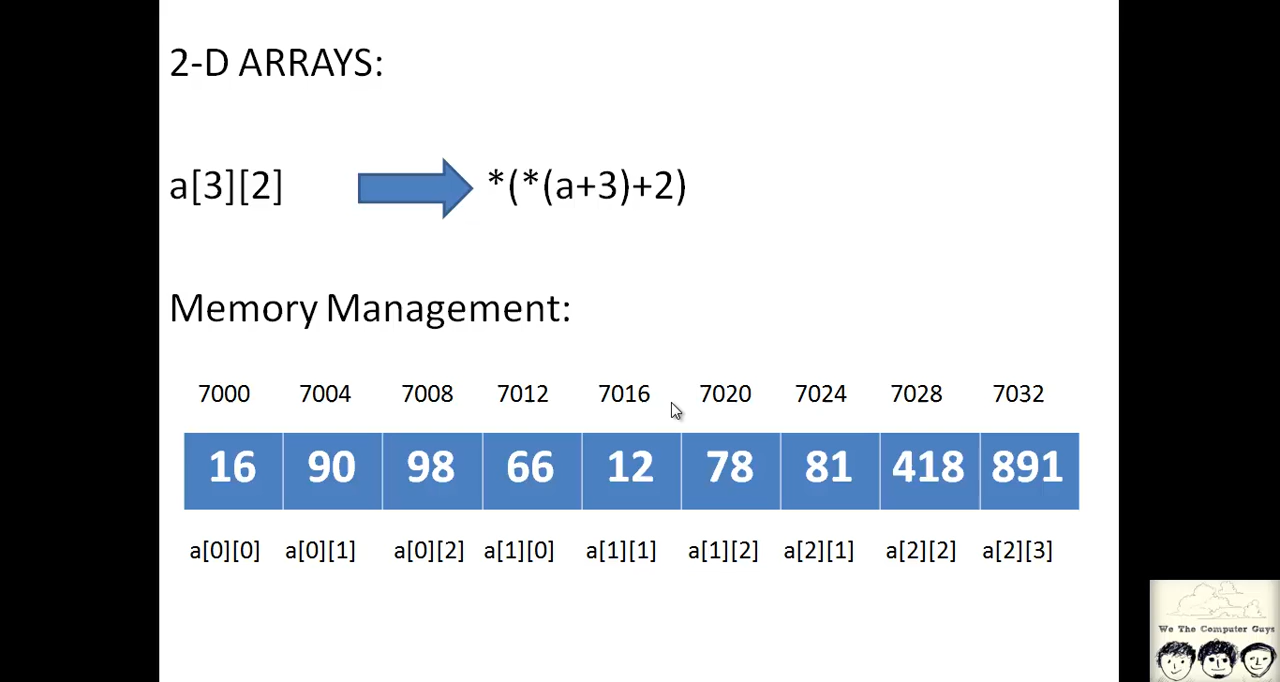 2-D ARRAYS:
a[3][2] *(*(a+3)+2)
Memory Management:
7000 7004 7008 7012 7016 7020 7024 7028 7032
16 90 98 66 12 78 81 418 891
a[0][0] a[0][1] a[0][2] a[1][0] a[1][1] a[1][2] a[2][1] a[2][2] a[2][3]
We The Computer Guys